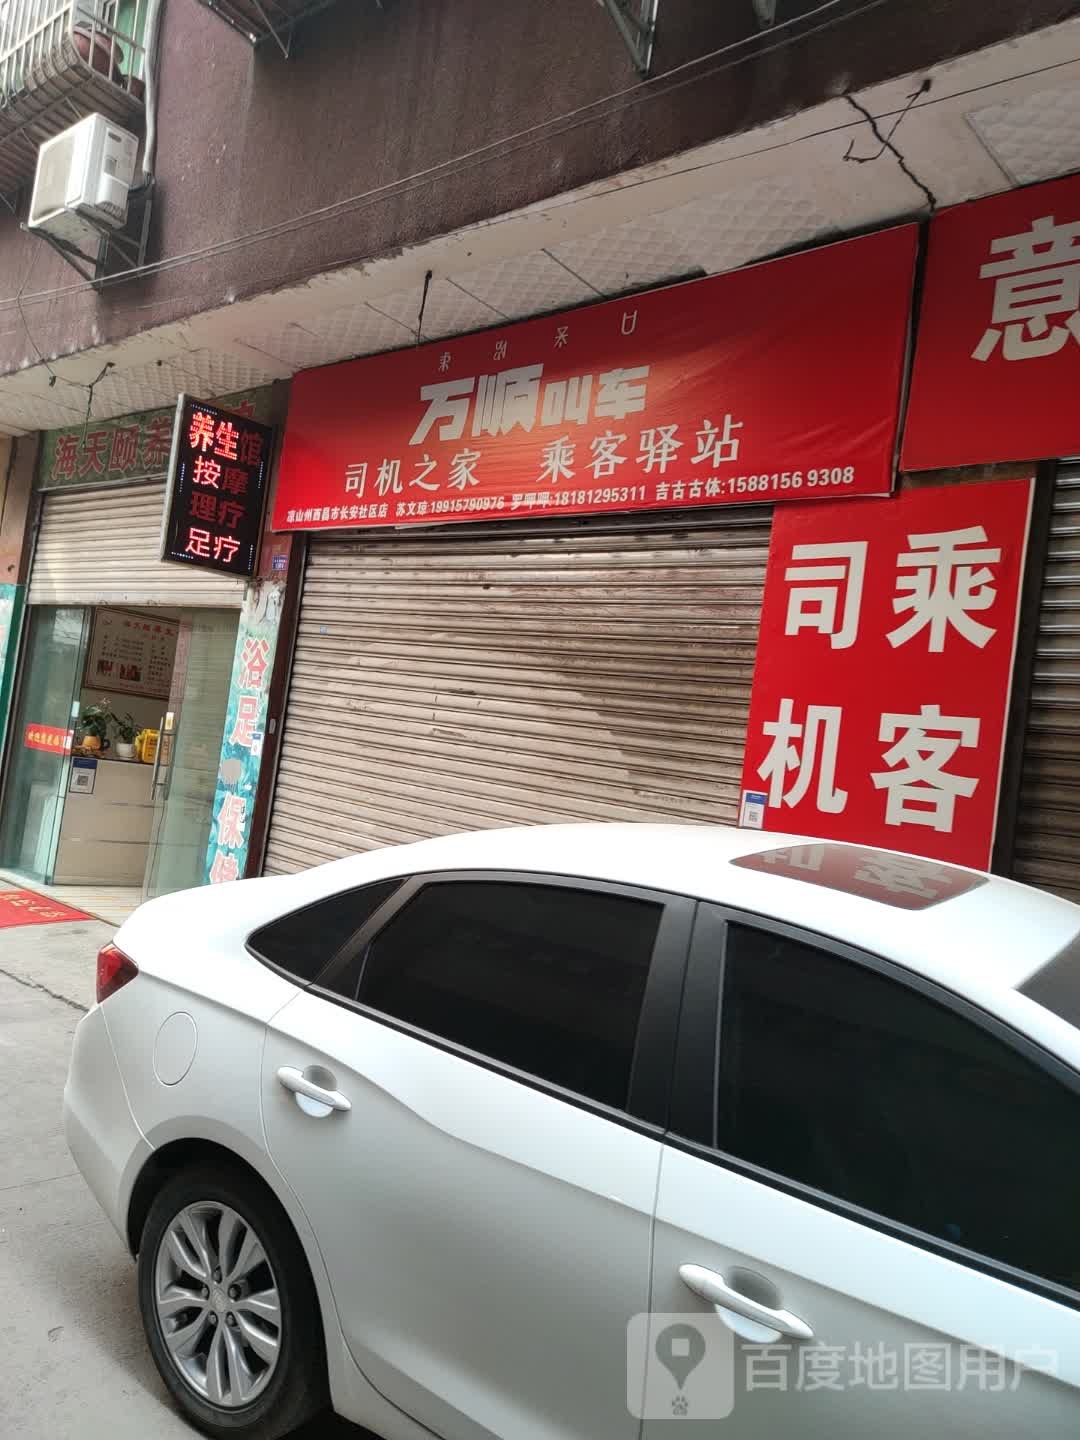 ꊿ
万顺叫车
司机之家 乘客驿站
凉山州西昌市长安社区店 苏文琼:19915790976 罗呷呷:18181295311 吉古古体:15881569308
意
司机
乘客
海天颐养
养生馆
按摩
理疗
足疗
浴足
保健
百度地图用户